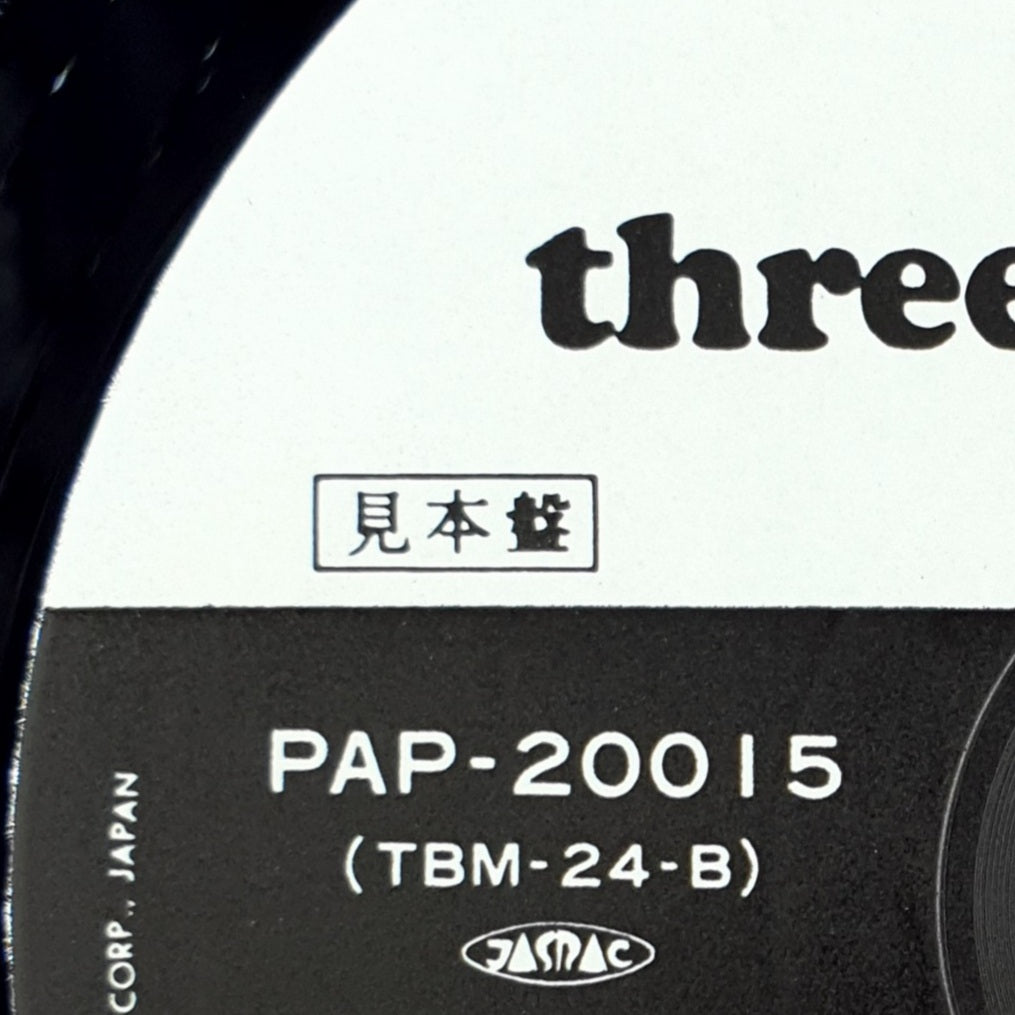 three
見本盤
PAP-20015
(TBM-24-B)
JASRAC
CORP., JAPAN